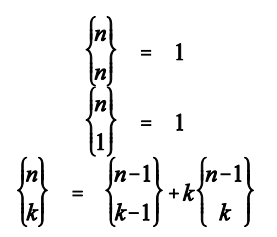 {n
n} = 1
{n
1} = 1
{n
k} = {n-1
k-1} + k {n-1
k}